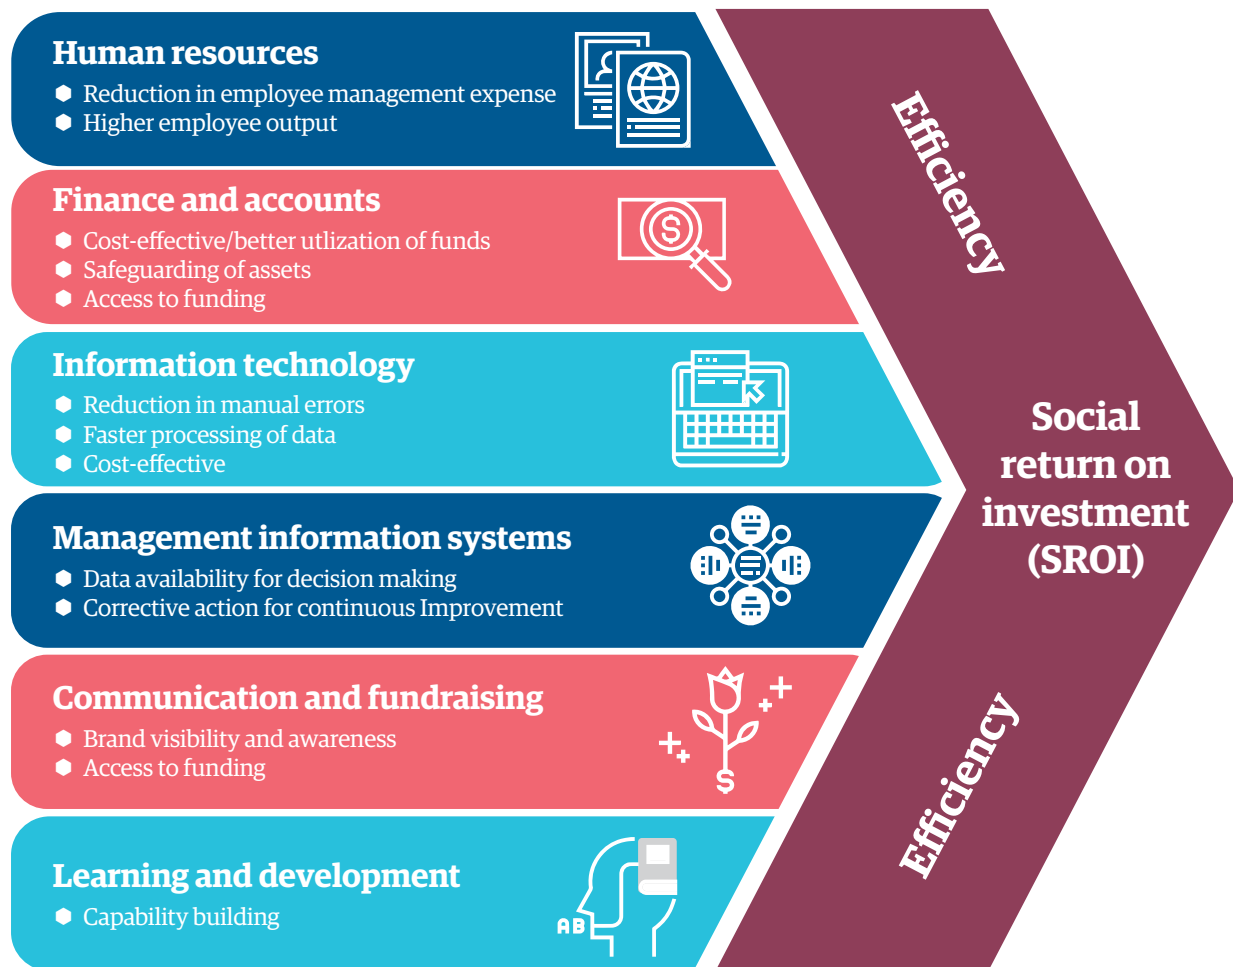 Human resources
Reduction in employee management expense
Higher employee output
Finance and accounts
Cost-effective/better utlization of funds
Safeguarding of assets
Access to funding
Information technology
Reduction in manual errors
Faster processing of data
Cost-effective
Management information systems
Data availability for decision making
Corrective action for continuous Improvement
Communication and fundraising
Brand visibility and awareness
Access to funding
Learning and development
Capability building
AB
$
$
Efficiency
Social
return on
investment
(SROI)
Efficiency